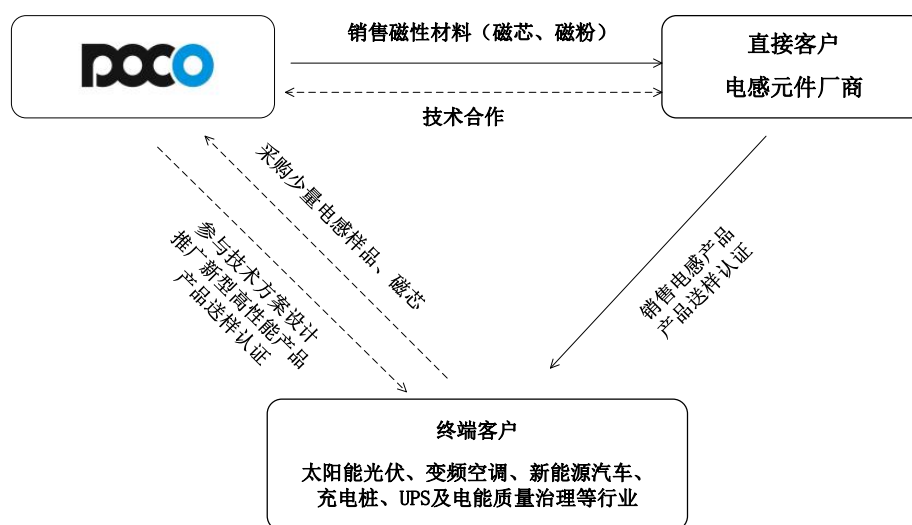 POCO
销售磁性材料（磁芯、磁粉）
直接客户
电感元件厂商
技术合作
采购少量电感样品、磁芯
参与技术方案设计
推广新型高性能产品
产品送样认证
销售电感产品
产品送样认证
终端客户
太阳能光伏、变频空调、新能源汽车、
充电桩、UPS及电能质量治理等行业